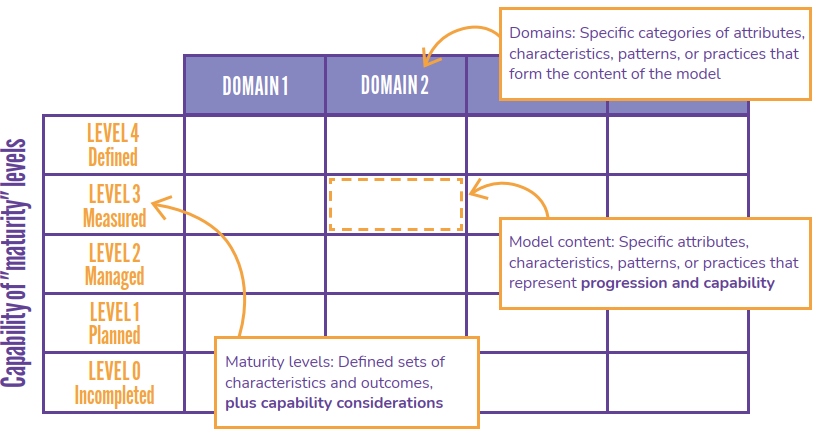 Domains: Specific categories of attributes,
characteristics, patterns, or practices that
form the content of the model
DOMAIN 1
DOMAIN 2
Capability of "maturity" levels
LEVEL 4
Defined
LEVEL 3
Measured
LEVEL 2
Managed
LEVEL 1
Planned
LEVEL 0
Incompleted
Model content: Specific attributes,
characteristics, patterns, or practices that
represent progression and capability
Maturity levels: Defined sets of
characteristics and outcomes,
plus capability considerations